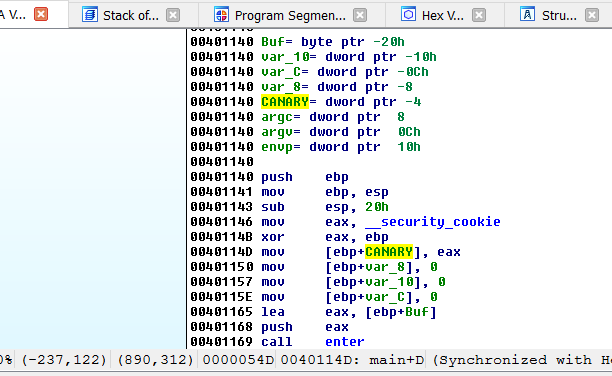 A V... Stack of... Program Segmen... Hex V... Stru...
00401140 Buf= byte ptr -20h
00401140 var_10= dword ptr -10h
00401140 var_C= dword ptr -0Ch
00401140 var_8= dword ptr -8
00401140 CANARY= dword ptr -4
00401140 argc= dword ptr  8
00401140 argv= dword ptr  0Ch
00401140 envp= dword ptr  10h
00401140
00401140 push    ebp
00401141 mov     ebp, esp
00401143 sub     esp, 20h
00401146 mov     eax, __security_cookie
0040114B xor     eax, ebp
0040114D mov     [ebp+CANARY], eax
00401150 mov     [ebp+var_8], 0
00401157 mov     [ebp+var_10], 0
0040115E mov     [ebp+var_C], 0
00401165 lea     eax, [ebp+Buf]
00401168 push    eax
00401169 call    enter
0% (-237,122) (890,312) 0000054D 0040114D: main+D (Synchronized with He